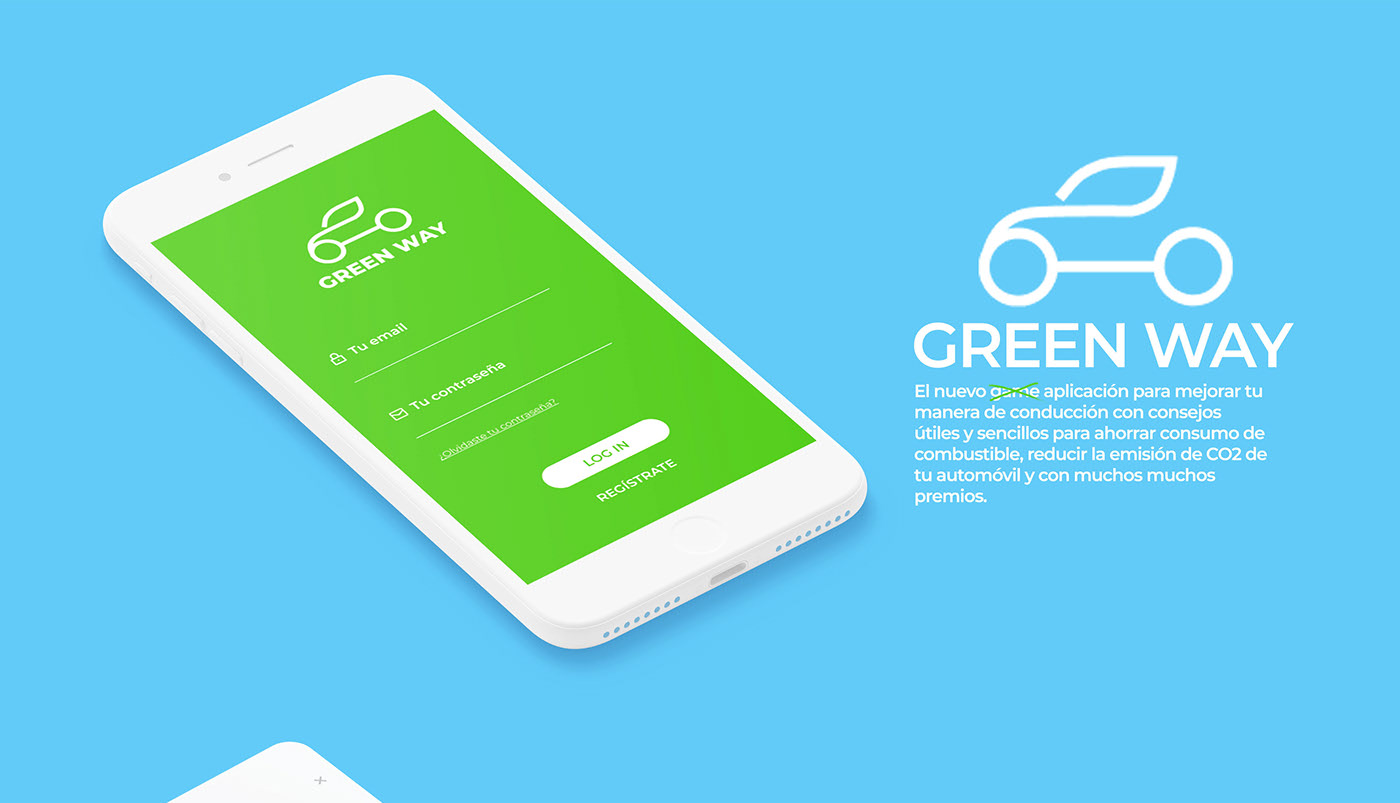 GREEN WAY
Tu email
Tu contraseña
¿Olvidaste tu contraseña?
LOG IN
REGÍSTRATE
GREEN WAY
El nuevo game aplicación para mejorar tu
manera de conducción con consejos
útiles y sencillos para ahorrar consumo de
combustible, reducir la emisión de CO2 de
tu automóvil y con muchos muchos
premios.